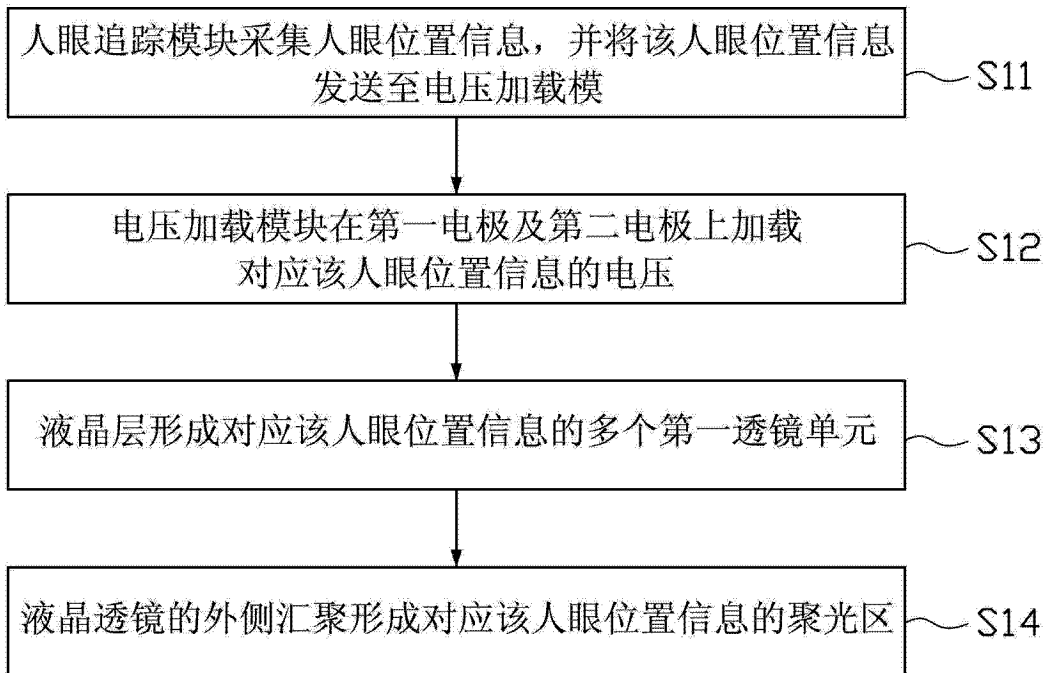 人眼追踪模块采集人眼位置信息，并将该人眼位置信息
发送至电压加载模
S11
电压加载模块在第一电极及第二电极上加载
对应该人眼位置信息的电压
S12
液晶层形成对应该人眼位置信息的多个第一透镜单元
S13
液晶透镜的外侧汇聚形成对应该人眼位置信息的聚光区
S14